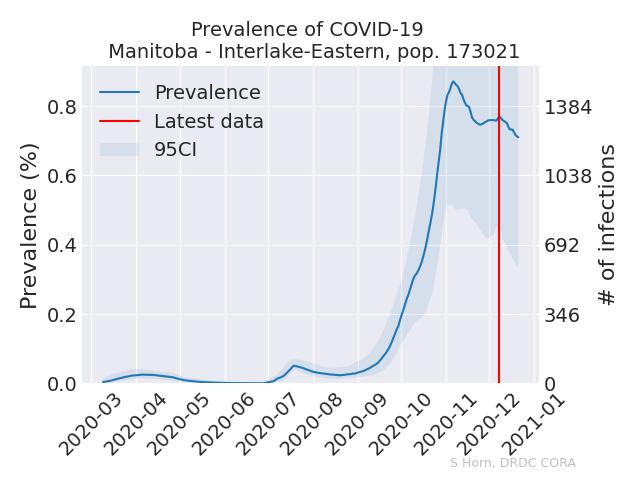 Prevalence of COVID-19
Manitoba - Interlake-Eastern, pop. 173021
Prevalence
Latest data
95CI
Prevalence (%)
0.8
0.6
0.4
0.2
0.0
1384
1038
692
346
0
# of infections
2020-03
2020-04
2020-05
2020-06
2020-07
2020-08
2020-09
2020-10
2020-11
2020-12
2021-01
S Horn, DRDC CORA